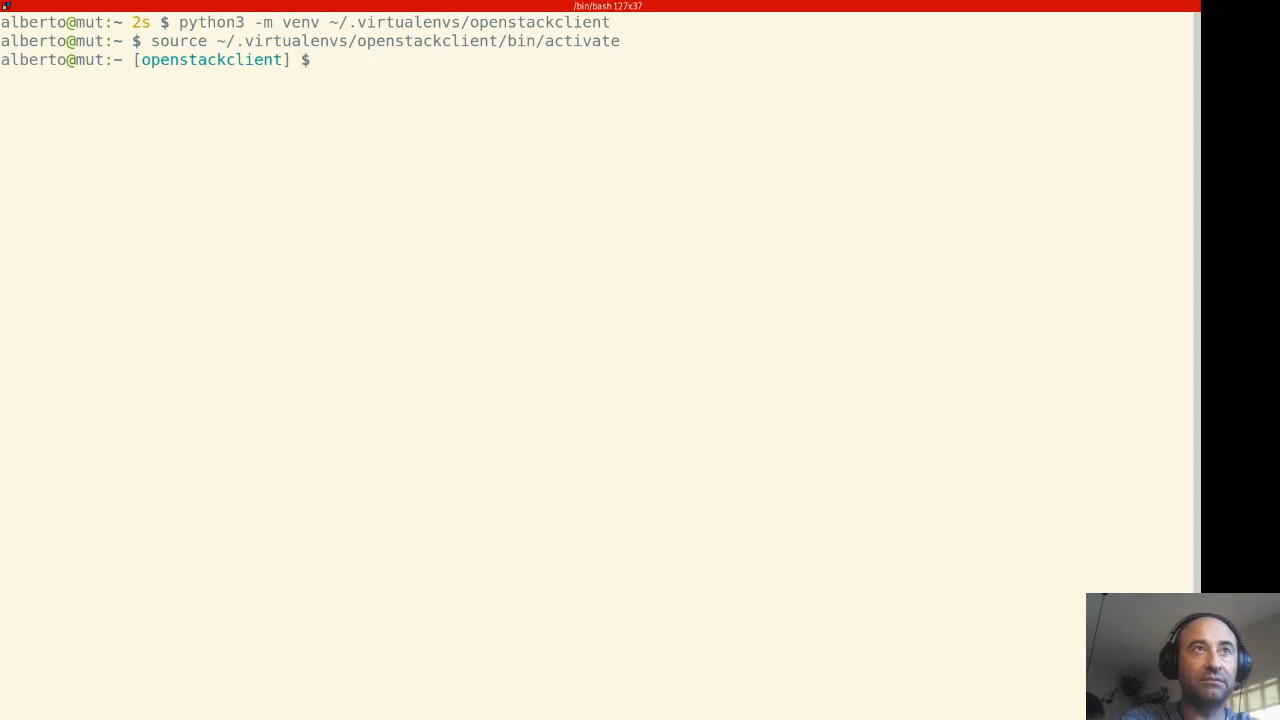 /bin/bash 127x37
alberto@mut:~ 2s $ python3 -m venv ~/.virtualenvs/openstackclient
alberto@mut:~ $ source ~/.virtualenvs/openstackclient/bin/activate
alberto@mut:~ [openstackclient] $